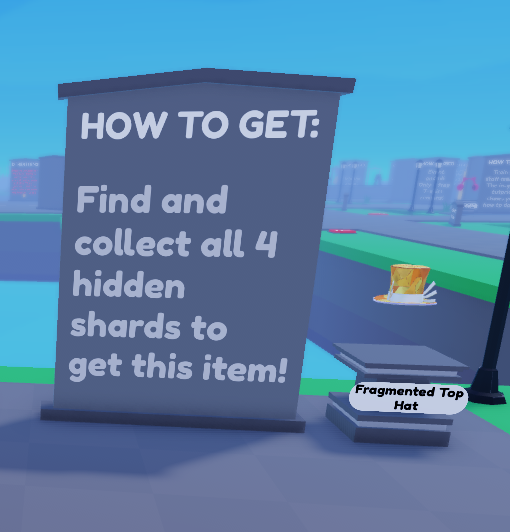 HOW TO GET:
Find and
collect all 4
hidden
shards to
get this item!
Fragmented Top
Hat